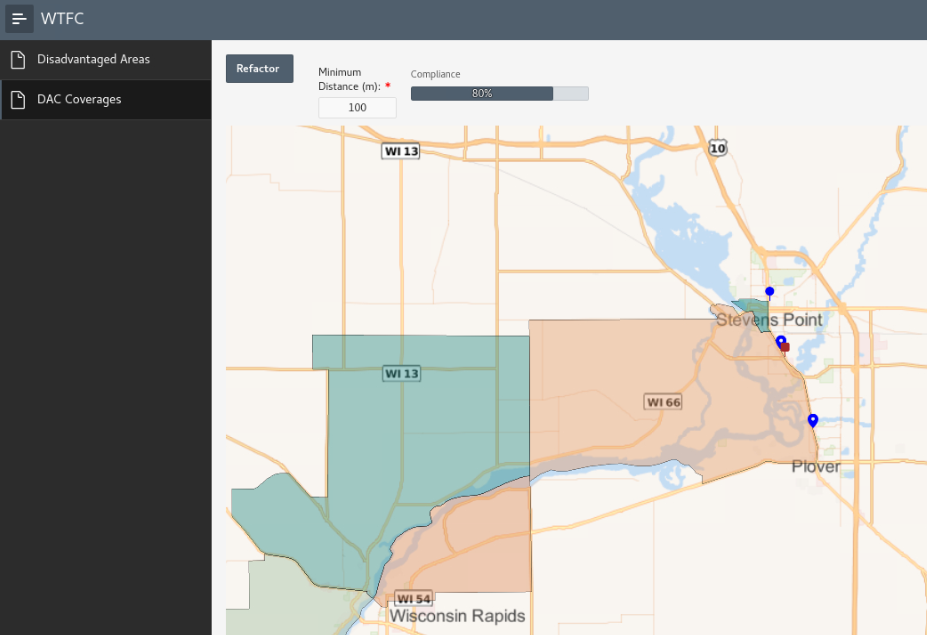 WTFC
Disadvantaged Areas
DAC Coverages
Refactor
Minimum
Distance (m): *
100
Compliance
80%
WI 13
10
Stevens Point
WI 13
WI 66
Plover
WI 54
Wisconsin Rapids